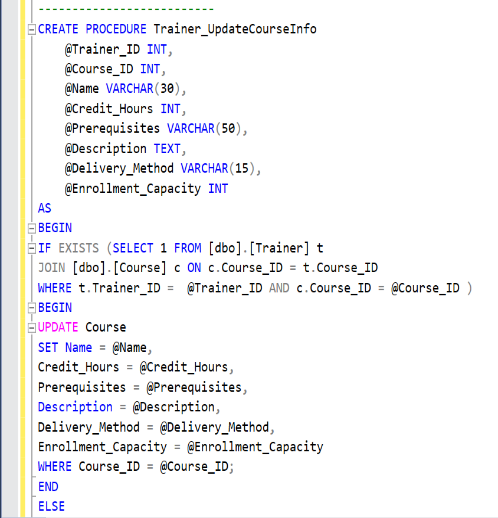 --------------------------
CREATE PROCEDURE Trainer_UpdateCourseInfo
@Trainer_ID INT,
@Course_ID INT,
@Name VARCHAR(30),
@Credit_Hours INT,
@Prerequisites VARCHAR(50),
@Description TEXT,
@Delivery_Method VARCHAR(15),
@Enrollment_Capacity INT
AS
BEGIN
IF EXISTS (SELECT 1 FROM [dbo].[Trainer] t
JOIN [dbo].[Course] c ON c.Course_ID = t.Course_ID
WHERE t.Trainer_ID =  @Trainer_ID AND c.Course_ID = @Course_ID )
BEGIN
UPDATE Course
SET Name = @Name,
Credit_Hours = @Credit_Hours,
Prerequisites = @Prerequisites,
Description = @Description,
Delivery_Method = @Delivery_Method,
Enrollment_Capacity = @Enrollment_Capacity
WHERE Course_ID = @Course_ID;
END
ELSE